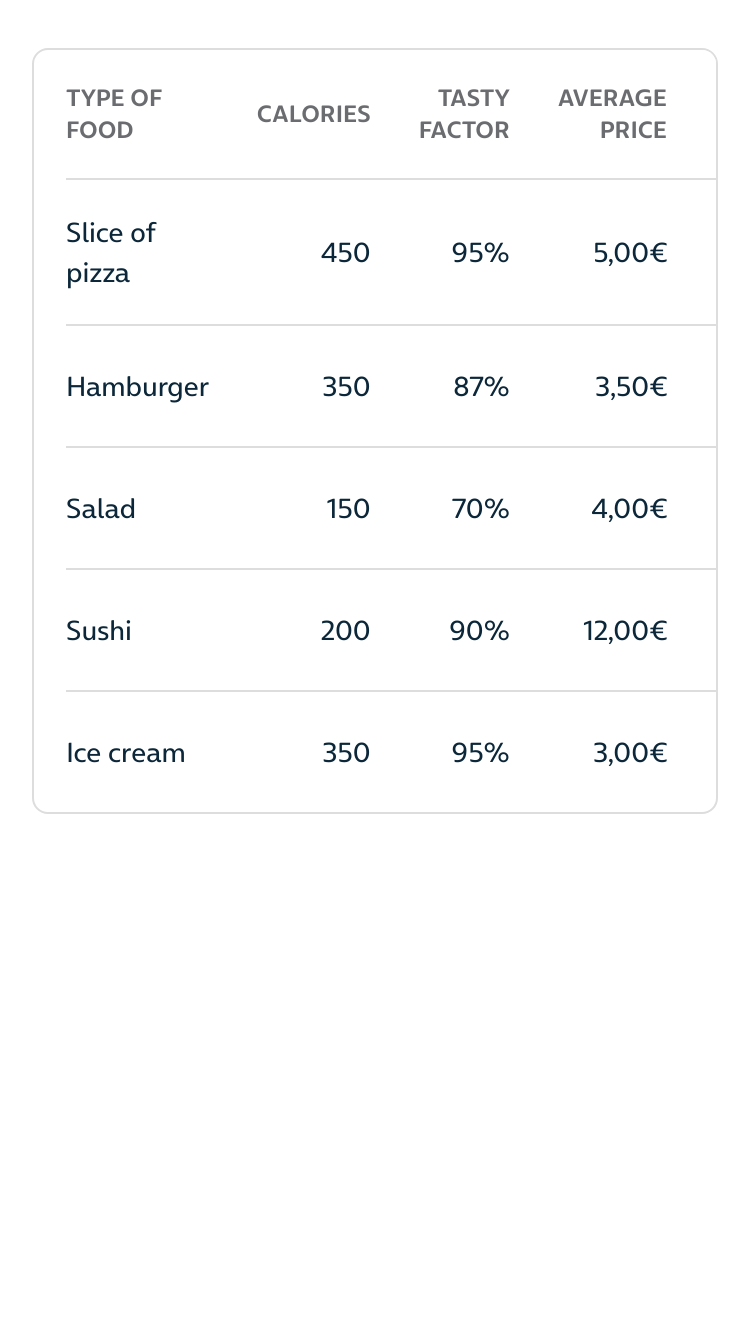 TYPE OF FOOD CALORIES TASTY FACTOR AVERAGE PRICE
Slice of pizza 450 95% 5,00€
Hamburger 350 87% 3,50€
Salad 150 70% 4,00€
Sushi 200 90% 12,00€
Ice cream 350 95% 3,00€